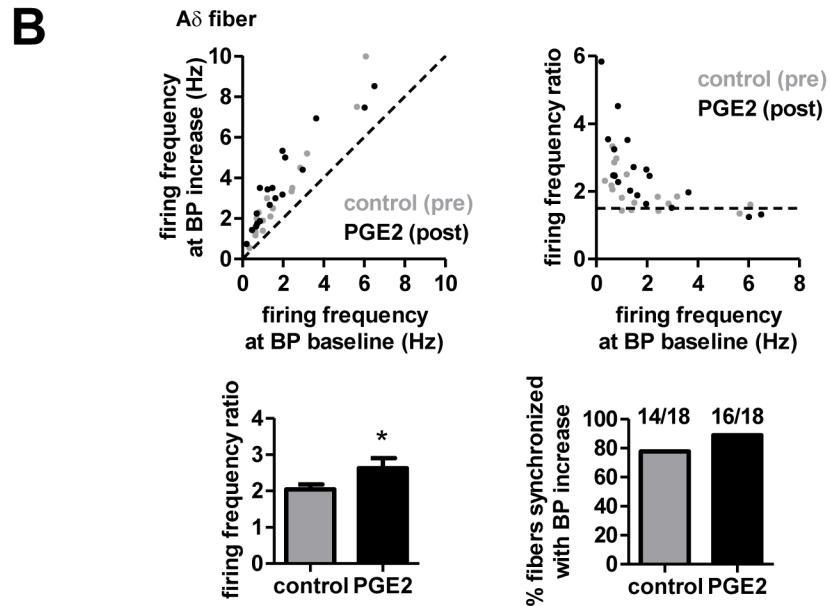 B
Aδ fiber
firing frequency
at BP increase (Hz)
10
8
6
4
2
0
0
2
4
6
8
10
control (pre)
PGE2 (post)
firing frequency
at BP baseline (Hz)
firing frequency ratio
6
4
2
0
0
2
4
6
8
control (pre)
PGE2 (post)
firing frequency
at BP baseline (Hz)
firing frequency ratio
4
3
2
1
0
*
control PGE2
% fibers synchronized
with BP increase
100
80
60
40
20
0
14/18 16/18
control PGE2